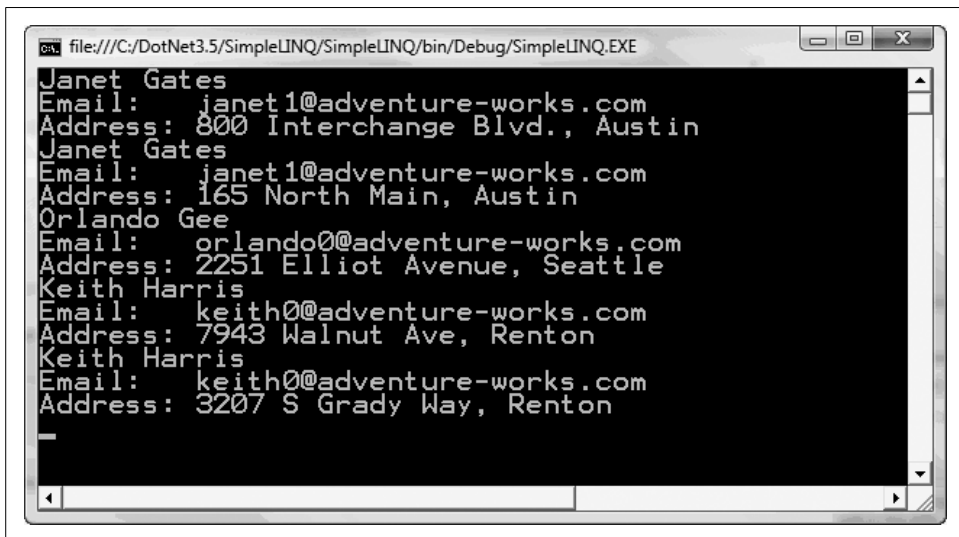 file:///C:/DotNet3.5/SimpleLINQ/SimpleLINQ/bin/Debug/SimpleLINQ.EXE
Janet Gates
Email:   janet1@adventure-works.com
Address: 800 Interchange Blvd., Austin
Janet Gates
Email:   janet1@adventure-works.com
Address: 165 North Main, Austin
Orlando Gee
Email:   orlando0@adventure-works.com
Address: 2251 Elliot Avenue, Seattle
Keith Harris
Email:   keith0@adventure-works.com
Address: 7943 Walnut Ave, Renton
Keith Harris
Email:   keith0@adventure-works.com
Address: 3207 S Grady Way, Renton